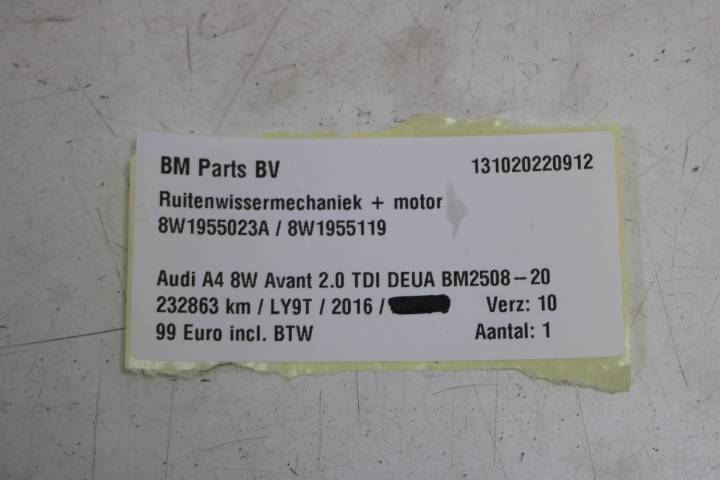 BM Parts BV 131020220912
Ruitenwissermechaniek + motor
8W1955023A / 8W1955119
Audi A4 8W Avant 2.0 TDI DEUA BM2508-20
232863 km / LY9T / 2016 / Verz: 10
99 Euro incl. BTW Aantal: 1